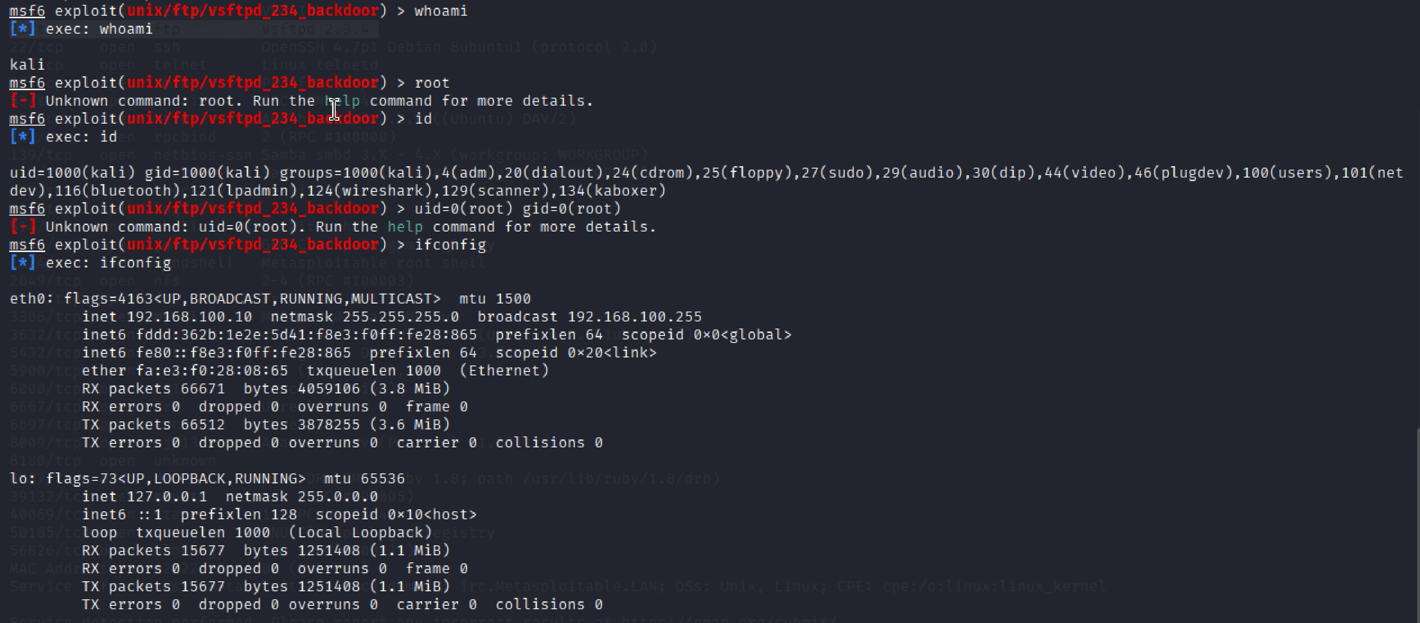 msf6 exploit(unix/ftp/vsftpd_234_backdoor) > whoami
[*] exec: whoami
kali
msf6 exploit(unix/ftp/vsftpd_234_backdoor) > root
[-] Unknown command: root. Run the help command for more details.
msf6 exploit(unix/ftp/vsftpd_234_backdoor) > id
[*] exec: id
uid=1000(kali) gid=1000(kali) groups=1000(kali),4(adm),20(dialout),24(cdrom),25(floppy),27(sudo),29(audio),30(dip),44(video),46(plugdev),100(users),101(net
dev),116(bluetooth),121(lpadmin),124(wireshark),129(scanner),134(kaboxer)
msf6 exploit(unix/ftp/vsftpd_234_backdoor) > uid=0(root) gid=0(root)
[-] Unknown command: uid=0(root). Run the help command for more details.
msf6 exploit(unix/ftp/vsftpd_234_backdoor) > ifconfig
[*] exec: ifconfig
eth0: flags=4163<UP,BROADCAST,RUNNING,MULTICAST>  mtu 1500
inet 192.168.100.10  netmask 255.255.255.0  broadcast 192.168.100.255
inet6 fddd:362b:1e2e:5d41:f8e3:f0ff:fe28:865  prefixlen 64  scopeid 0×0<global>
inet6 fe80::f8e3:f0ff:fe28:865  prefixlen 64  scopeid 0×20<link>
ether fa:e3:f0:28:08:65  txqueuelen 1000  (Ethernet)
RX packets 66671  bytes 4059106 (3.8 MiB)
RX errors 0  dropped 0  overruns 0  frame 0
TX packets 66512  bytes 3878255 (3.6 MiB)
TX errors 0  dropped 0 overruns 0  carrier 0  collisions 0
lo: flags=73<UP,LOOPBACK,RUNNING>  mtu 65536
inet 127.0.0.1  netmask 255.0.0.0
inet6 ::1  prefixlen 128  scopeid 0×10<host>
loop  txqueuelen 1000  (Local Loopback)
RX packets 15677  bytes 1251408 (1.1 MiB)
RX errors 0  dropped 0  overruns 0  frame 0
TX packets 15677  bytes 1251408 (1.1 MiB)
TX errors 0  dropped 0 overruns 0  carrier 0  collisions 0